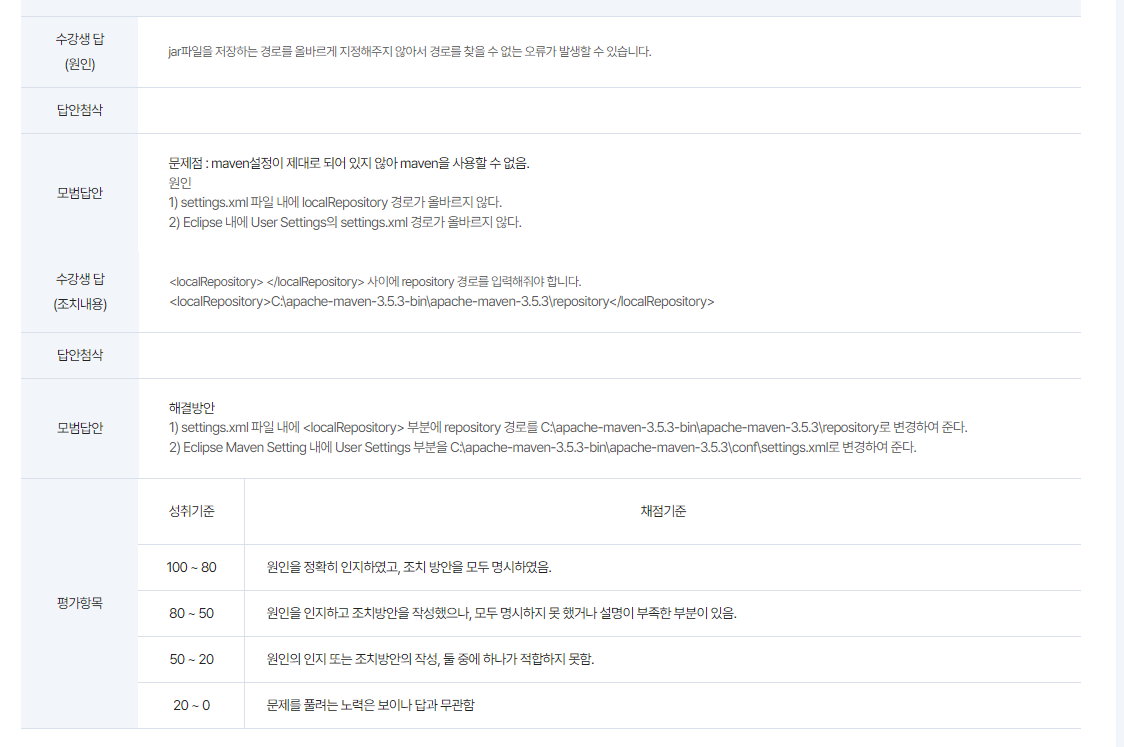 수강생 답
(원인)
jar파일을 저장하는 경로를 올바르게 지정해주지 않아서 경로를 찾을 수 없는 오류가 발생할 수 있습니다.
답안첨삭
모범답안
문제점 : maven설정이 제대로 되어 있지 않아 maven을 사용할 수 없음.
원인
1) settings.xml 파일 내에 localRepository 경로가 올바르지 않다.
2) Eclipse 내에 User Settings의 settings.xml 경로가 올바르지 않다.
수강생 답
(조치내용)
<localRepository> </localRepository> 사이에 repository 경로를 입력해줘야 합니다.
<localRepository>C:\apache-maven-3.5.3-bin\apache-maven-3.5.3\repository</localRepository>
답안첨삭
모범답안
해결방안
1) settings.xml 파일 내에 <localRepository> 부분에 repository 경로를 C:\apache-maven-3.5.3-bin\apache-maven-3.5.3\repository로 변경하여 준다.
2) Eclipse Maven Setting 내에 User Settings 부분을 C:\apache-maven-3.5.3-bin\apache-maven-3.5.3\conf\settings.xml로 변경하여 준다.
평가항목
성취기준
채점기준
100 ~ 80
원인을 정확히 인지하였고, 조치 방안을 모두 명시하였음.
80 ~ 50
원인을 인지하고 조치방안을 작성했으나, 모두 명시하지 못 했거나 설명이 부족한 부분이 있음.
50 ~ 20
원인의 인지 또는 조치방안의 작성, 둘 중에 하나가 적합하지 못함.
20 ~ 0
문제를 풀려는 노력은 보이나 답과 무관함